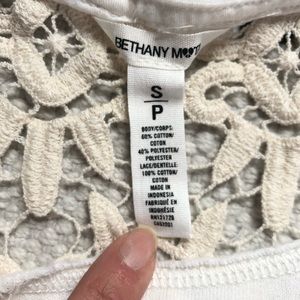 BETHANY MOTA
S
P
BODY/CORPS:
60% COTTON/
COTON
40% POLYESTER/
POLYESTER
LACE/DENTELLE:
100% COTTON/
COTON
MADE IN
INDONESIA
FABRIQUÉ EN
INDONÉSIE